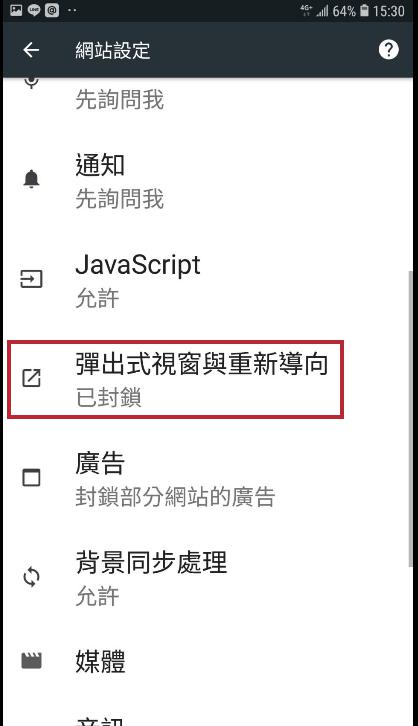 4G+ 64% 15:30
網站設定
先詢問我
通知
先詢問我
JavaScript
允許
彈出式視窗與重新導向
已封鎖
廣告
封鎖部分網站的廣告
背景同步處理
允許
媒體